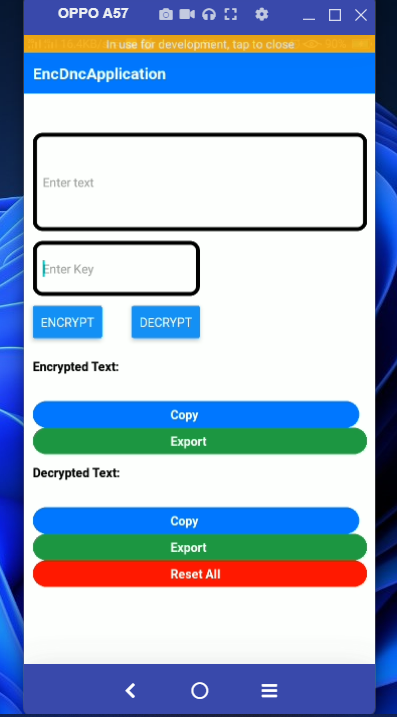 OPPO A57
In use for development, tap to close
EncDncApplication
Enter text
Enter Key
ENCRYPT DECRYPT
Encrypted Text:
Copy
Export
Decrypted Text:
Copy
Export
Reset All